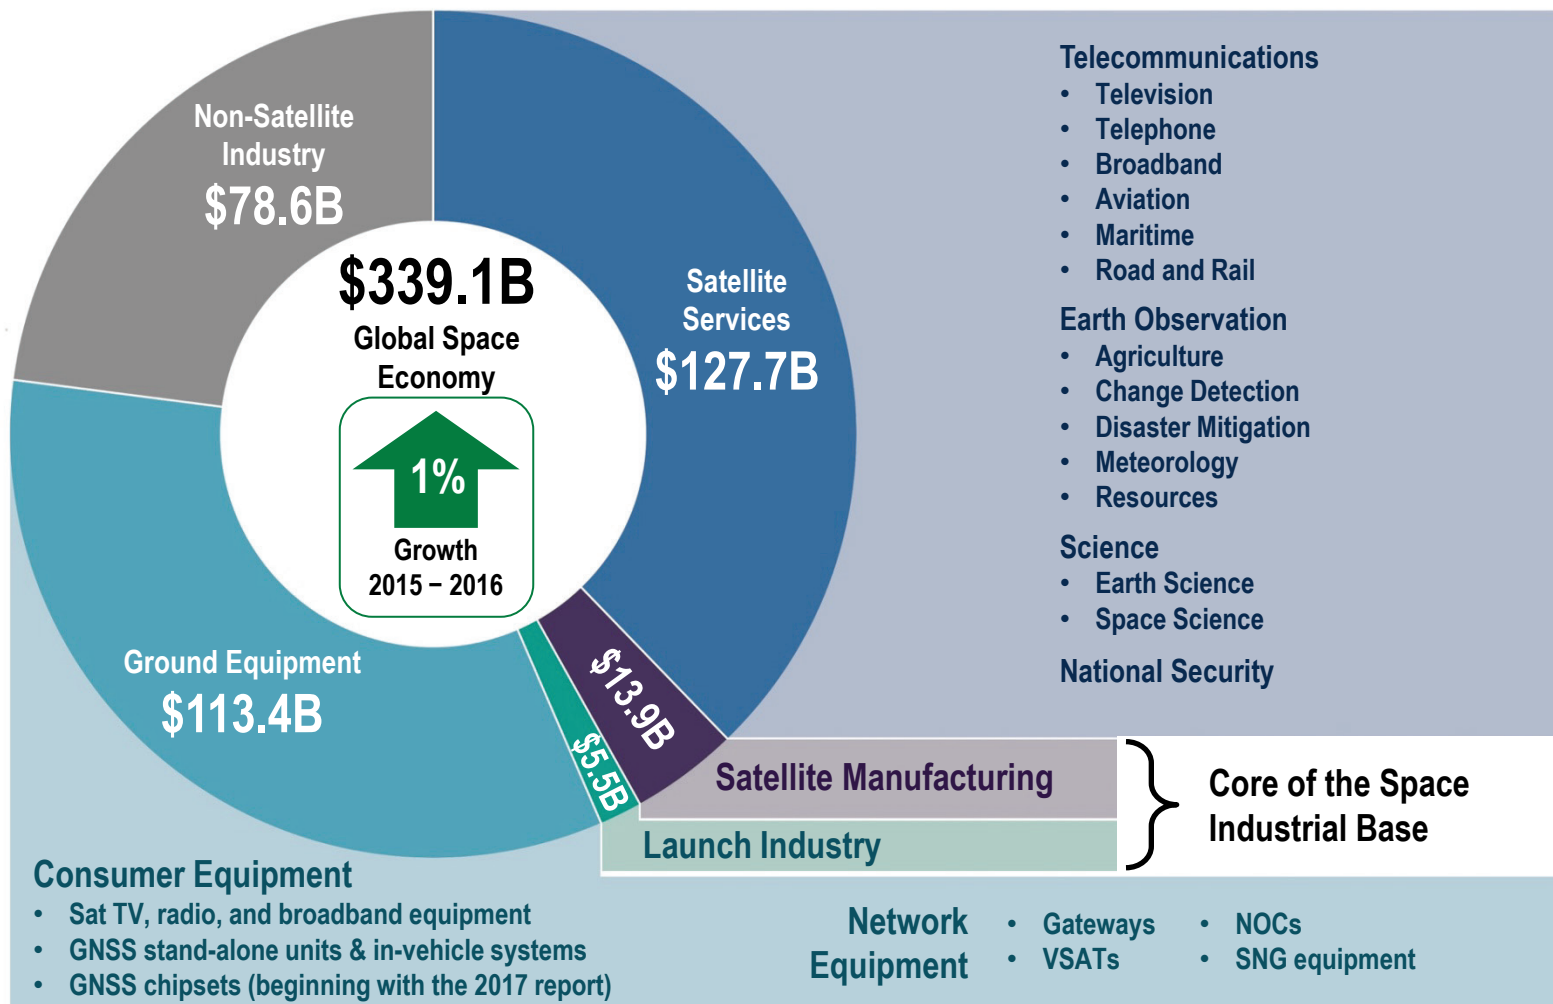 Non-Satellite
Industry
$78.6B
$339.1B
Global Space
Economy
1%
Growth
2015 – 2016
Satellite
Services
$127.7B
Ground Equipment
$113.4B
$13.9B
$5.5B
Telecommunications
• Television
• Telephone
• Broadband
• Aviation
• Maritime
• Road and Rail
Earth Observation
• Agriculture
• Change Detection
• Disaster Mitigation
• Meteorology
• Resources
Science
• Earth Science
• Space Science
National Security
Satellite Manufacturing
Launch Industry
Core of the Space
Industrial Base
Consumer Equipment
• Sat TV, radio, and broadband equipment
• GNSS stand-alone units & in-vehicle systems
• GNSS chipsets (beginning with the 2017 report)
Network
Equipment
• Gateways
• VSATs
• NOCs
• SNG equipment